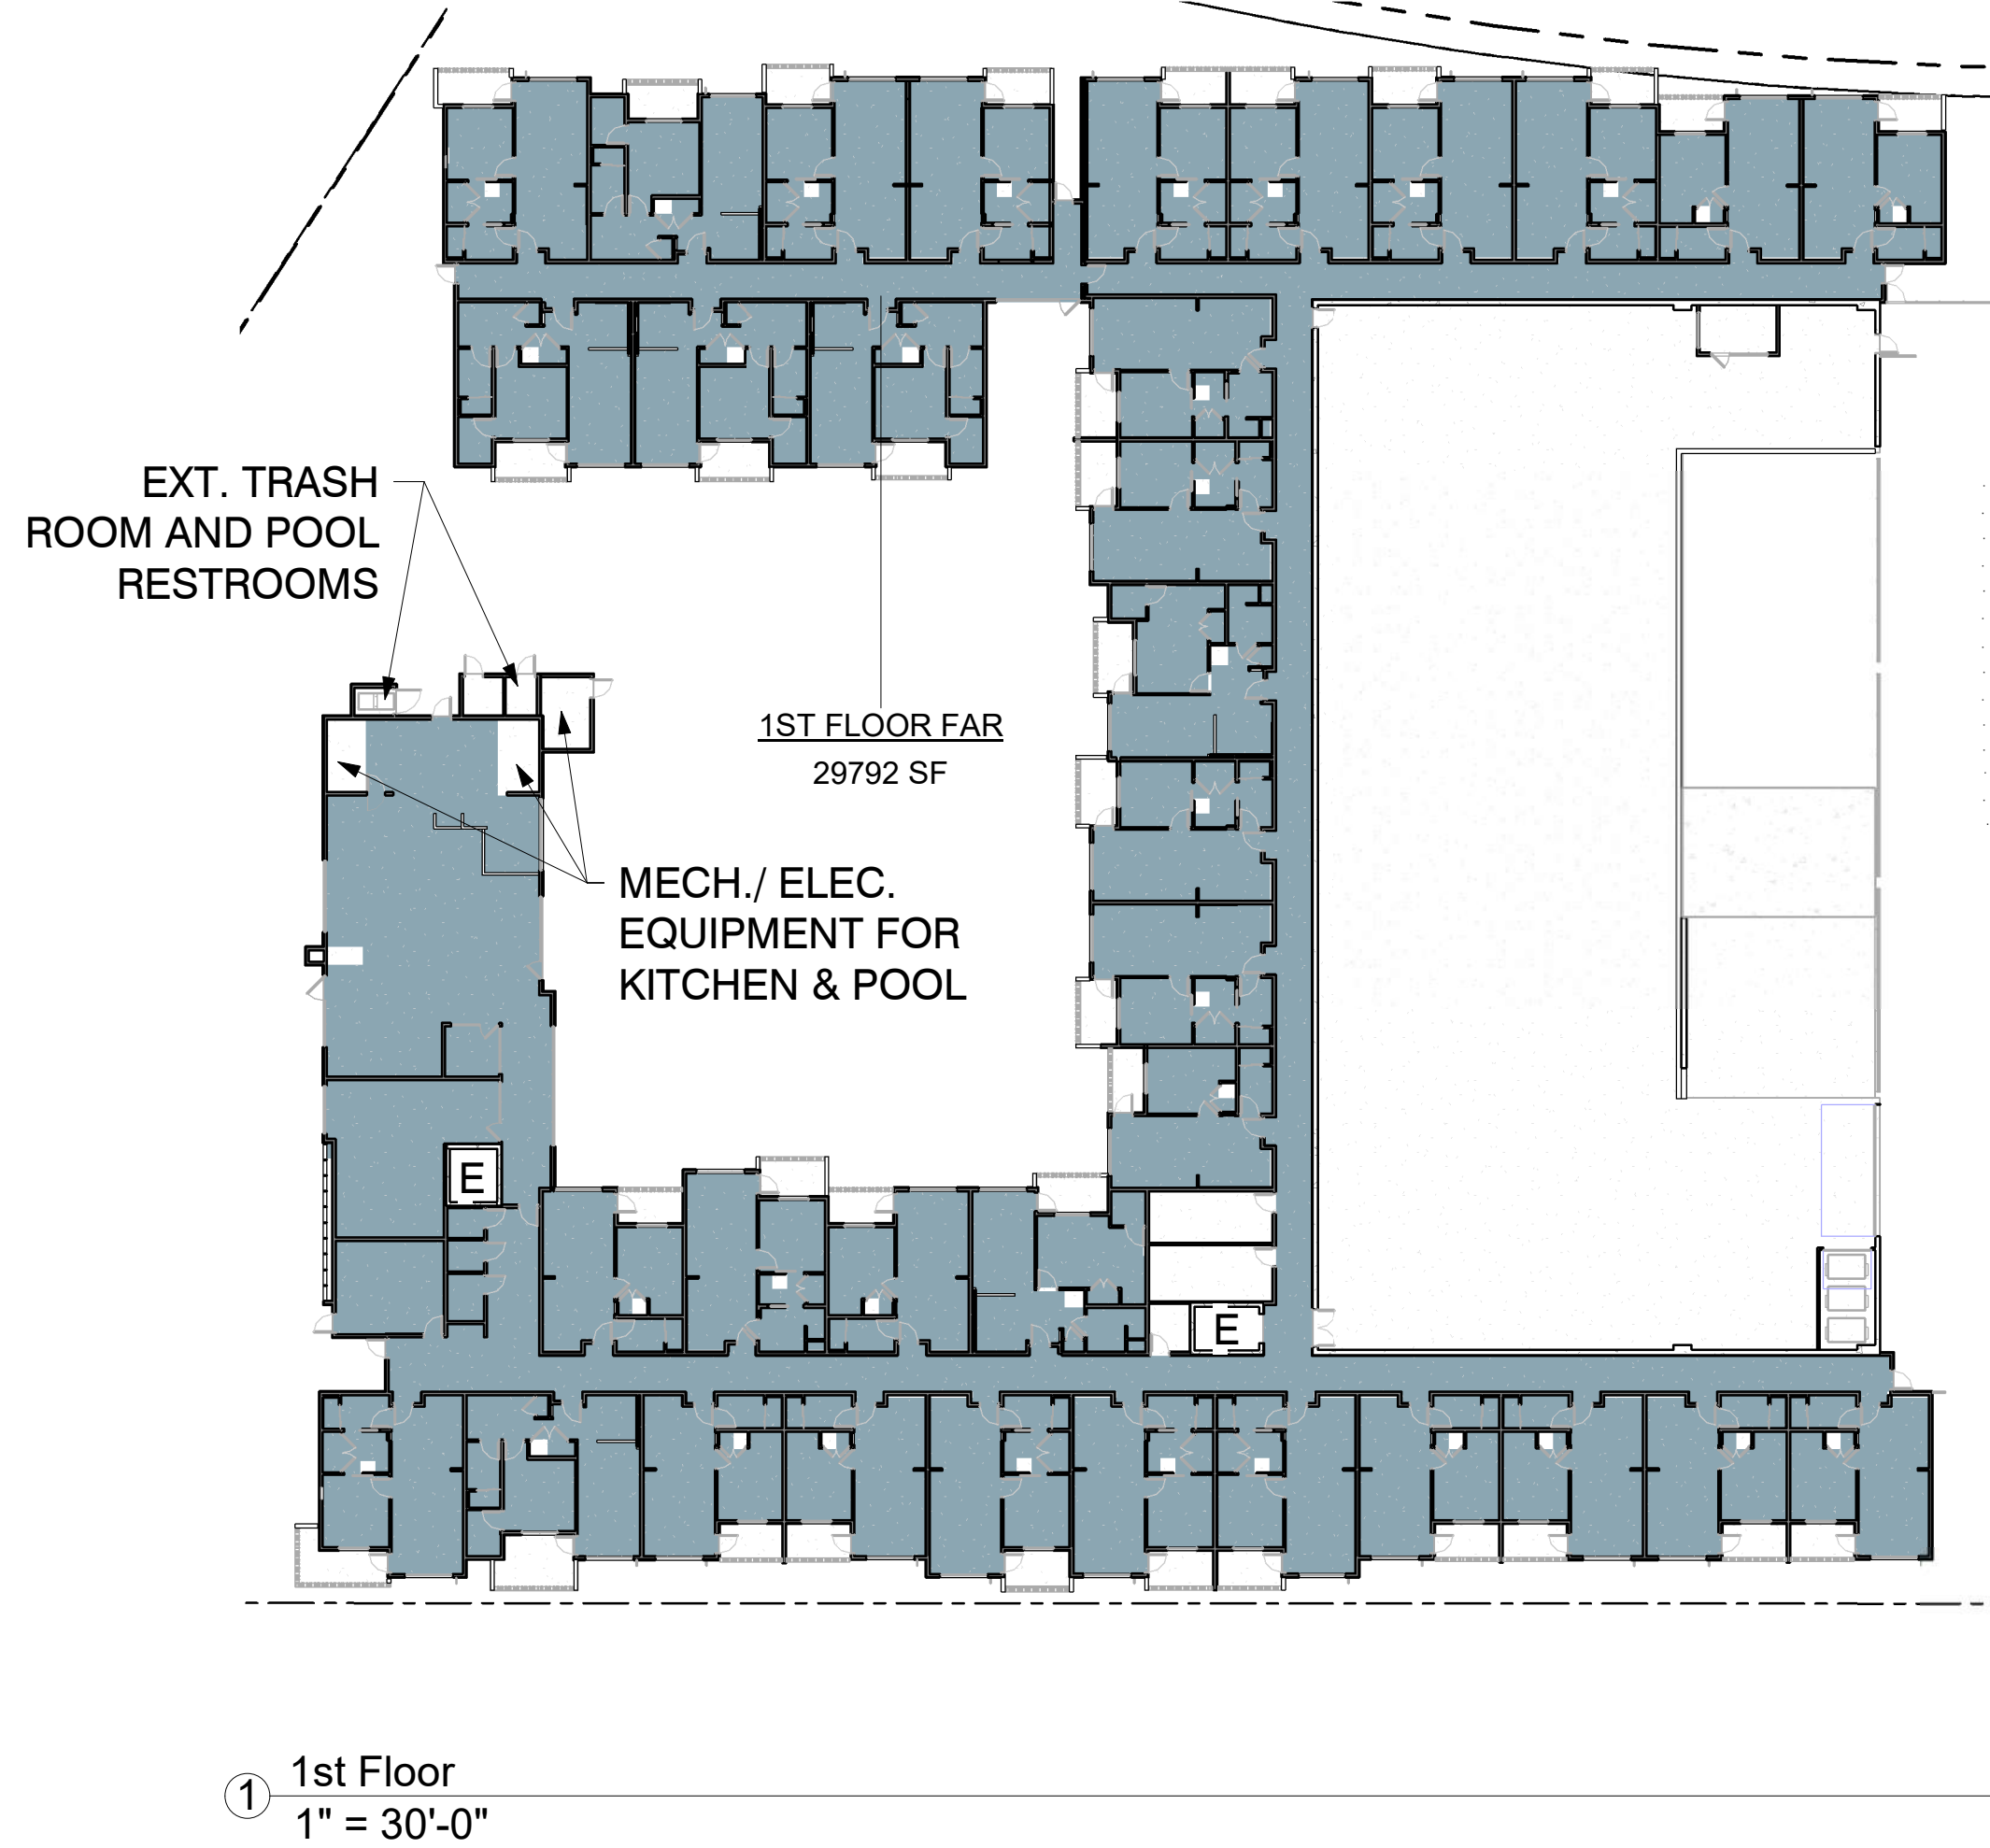 EXT. TRASH
ROOM AND POOL
RESTROOMS
1ST FLOOR FAR
29792 SF
MECH./ ELEC.
EQUIPMENT FOR
KITCHEN & POOL
E
E
1
1st Floor
1" = 30'-0"